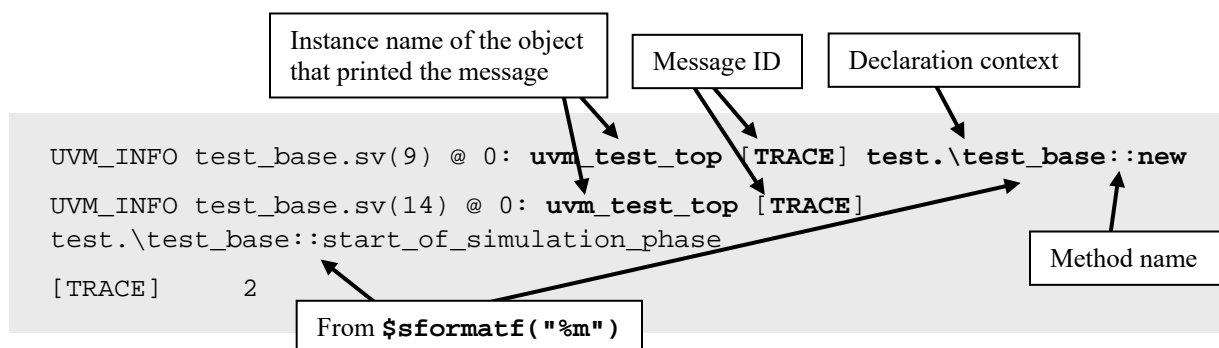 Instance name of the object
that printed the message
Message ID
Declaration context
UVM_INFO test_base.sv(9) @ 0: uvm_test_top [TRACE] test.\test_base::new
UVM_INFO test_base.sv(14) @ 0: uvm_test_top [TRACE]
test.\test_base::start_of_simulation_phase
Method name
[TRACE] 2
From $sformatf("%m")